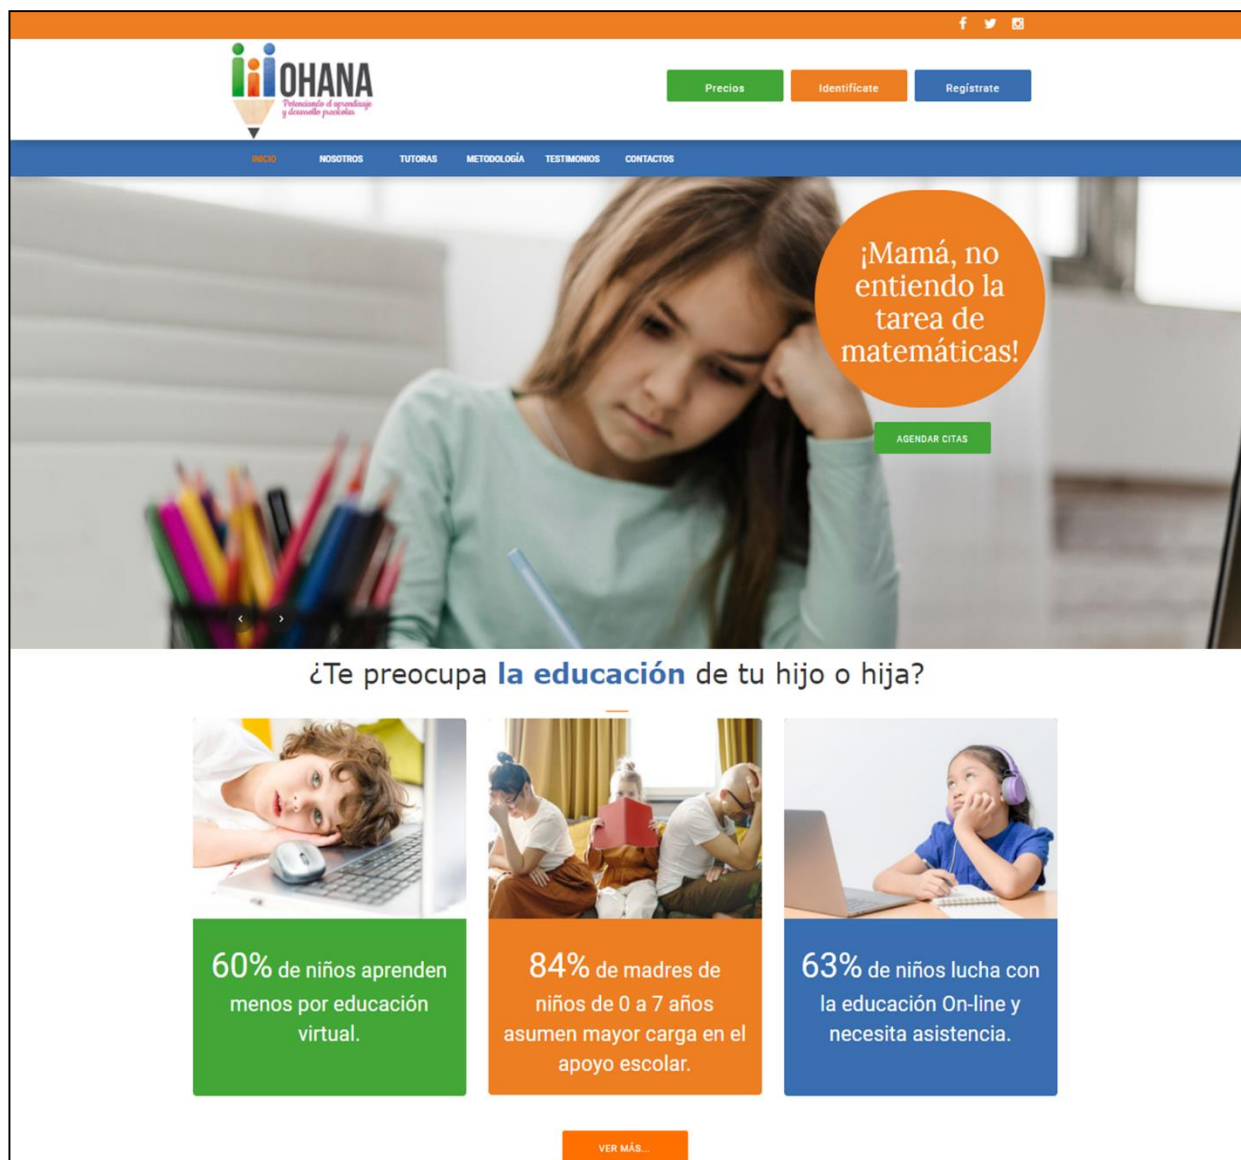 OHANA
Potenciando el aprendizaje
y desarrollo preescolar
Precios
Identifícate
Regístrate
INICIO
NOSOTROS
TUTORAS
METODOLOGÍA
TESTIMONIOS
CONTACTOS
¡Mamá, no
entiendo la
tarea de
matemáticas!
AGENDAR CITAS
¿Te preocupa la educación de tu hijo o hija?
60% de niños aprenden
menos por educación
virtual.
84% de madres de
niños de 0 a 7 años
asumen mayor carga en el
apoyo escolar.
63% de niños lucha con
la educación On-line y
necesita asistencia.
VER MÁS...